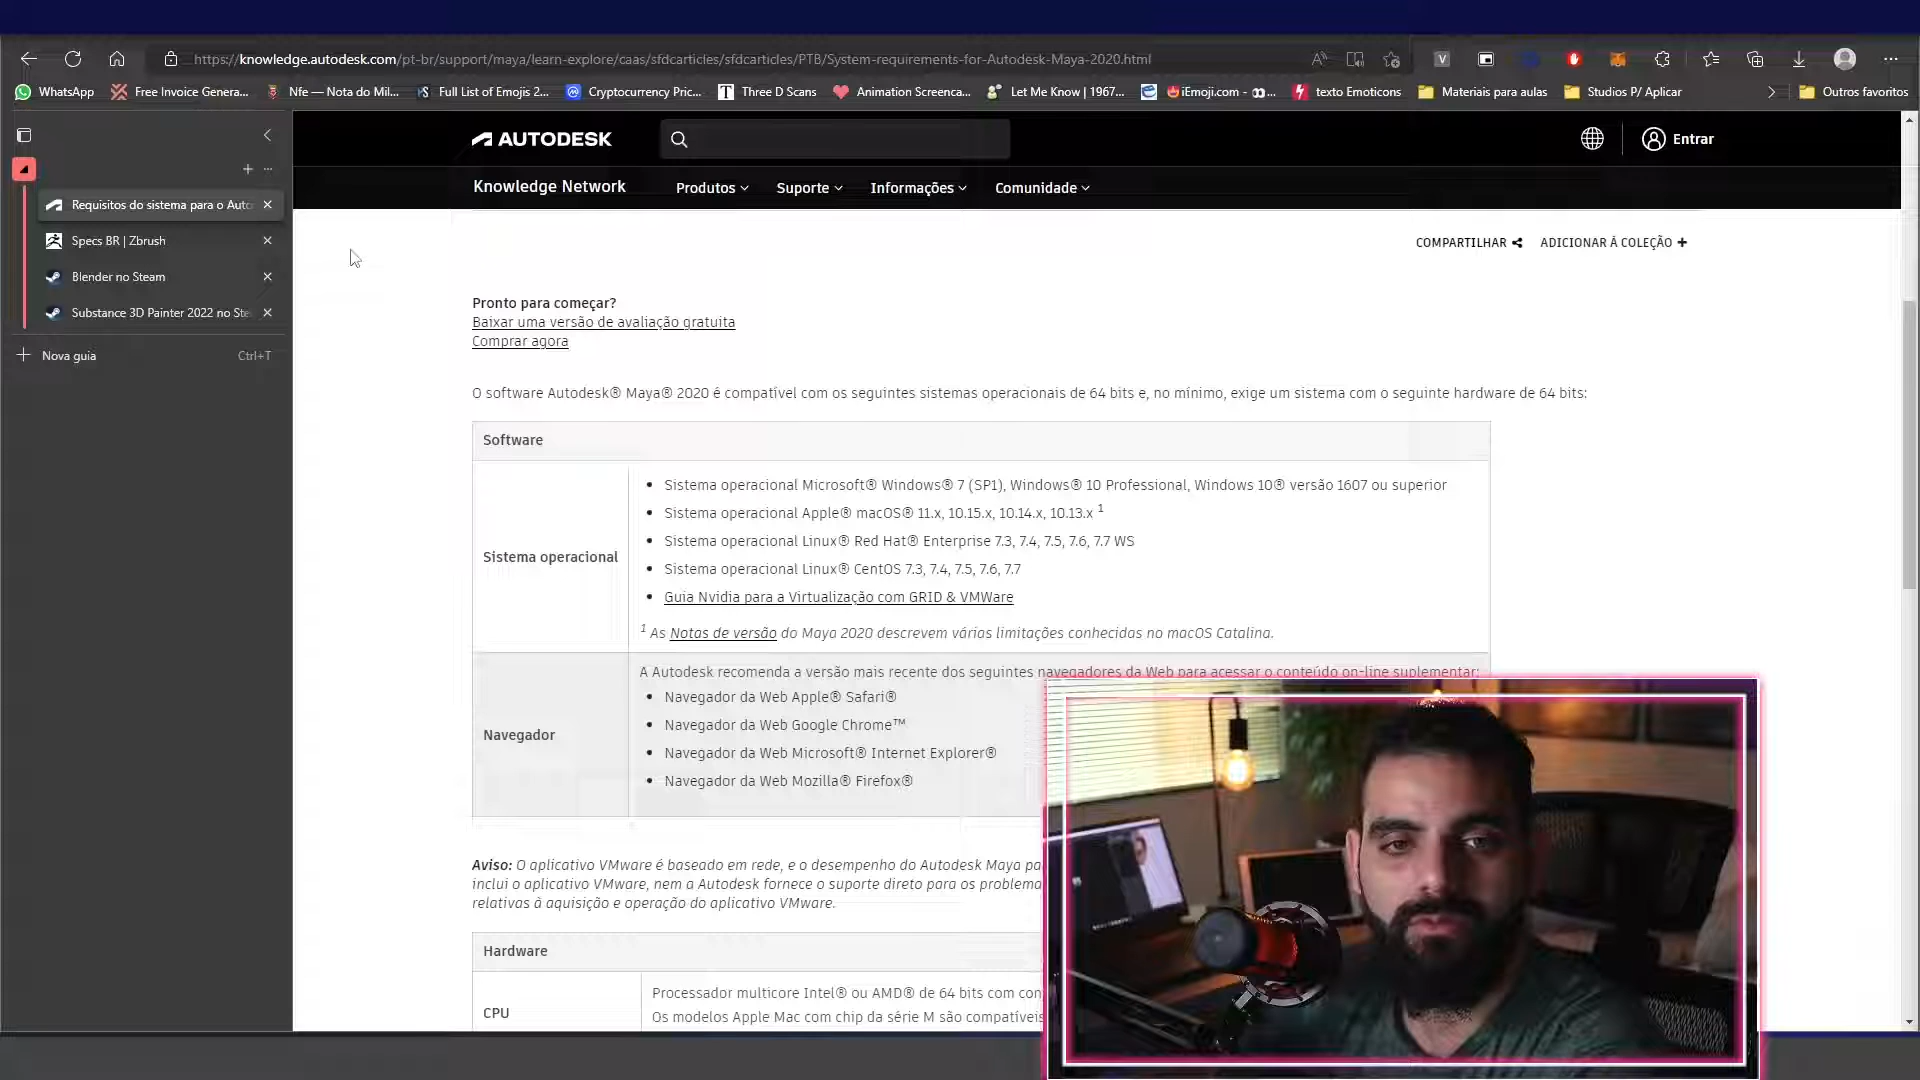 https://knowledge.autodesk.com/pt-br/support/maya/learn-explore/caas/sfdcarticles/sfdcarticles/PTB/System-requirements-for-Autodesk-Maya-2020.html
WhatsApp
Free Invoice Genera...
Nfe — Nota do Mil...
Full List of Emojis 2...
Cryptocurrency Pric...
Three D Scans
Animation Screenca...
Let Me Know | 1967...
iEmoji.com - ...
texto Emoticons
Materiais para aulas
Studios P/ Aplicar
Outros favoritos
Requisitos do sistema para o Auto
Specs BR | Zbrush
Blender no Steam
Substance 3D Painter 2022 no Ste
Nova guia Ctrl+T
AUTODESK
Entrar
Knowledge Network Produtos Suporte Informações Comunidade
COMPARTILHAR ADICIONAR À COLEÇÃO +
Pronto para começar?
Baixar uma versão de avaliação gratuita
Comprar agora
O software Autodesk® Maya® 2020 é compatível com os seguintes sistemas operacionais de 64 bits e, no mínimo, exige um sistema com o seguinte hardware de 64 bits:
Software
Sistema operacional
• Sistema operacional Microsoft® Windows® 7 (SP1), Windows® 10 Professional, Windows 10® versão 1607 ou superior
• Sistema operacional Apple® macOS® 11.x, 10.15.x, 10.14.x, 10.13.x 1
• Sistema operacional Linux® Red Hat® Enterprise 7.3, 7.4, 7.5, 7.6, 7.7 WS
• Sistema operacional Linux® CentOS 7.3, 7.4, 7.5, 7.6, 7.7
• Guia Nvidia para a Virtualização com GRID & VMWare
1 As Notas de versão do Maya 2020 descrevem várias limitações conhecidas no macOS Catalina.
Navegador
A Autodesk recomenda a versão mais recente dos seguintes navegadores da Web para acessar o conteúdo on-line suplementar:
• Navegador da Web Apple® Safari®
• Navegador da Web Google Chrome™
• Navegador da Web Microsoft® Internet Explorer®
• Navegador da Web Mozilla® Firefox®
Aviso: O aplicativo VMware é baseado em rede, e o desempenho do Autodesk Maya
inclui o aplicativo VMware, nem a Autodesk fornece o suporte direto para os
relativas à aquisição e operação do aplicativo VMware.
Hardware
CPU
Processador multicore Intel® ou AMD® de 64 bits com
Os modelos Apple Mac com chip da série M são compatíveis